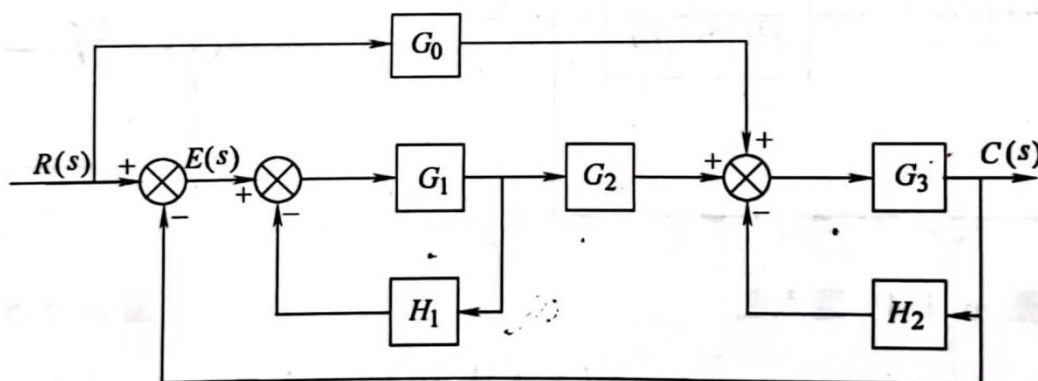 G₀
R(s) + E(s) + G₁ G₂ + + G₃ C(s)
− − −
H₁ H₂